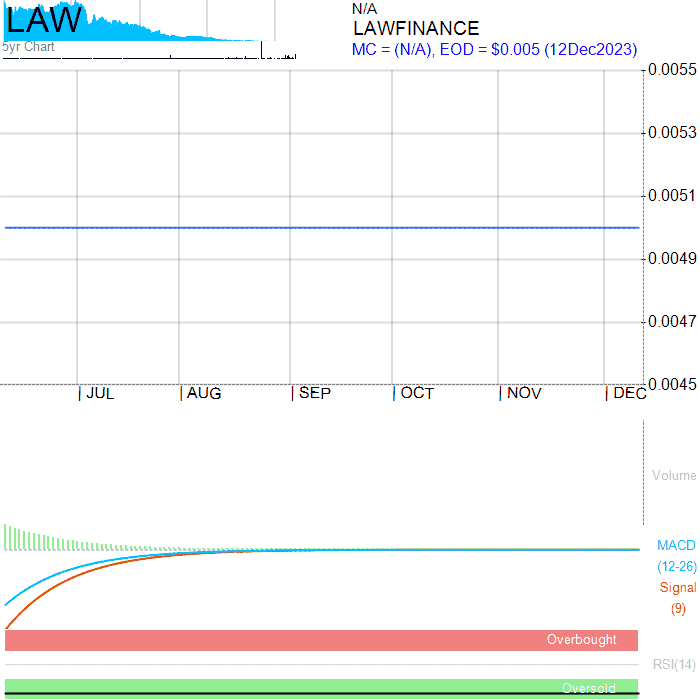 LAW
5yr Chart
N/A
LAWFINANCE
MC = (N/A), EOD = $0.005 (12Dec2023)
0.0055
0.0053
0.0051
0.0049
0.0047
0.0045
JUL AUG SEP OCT NOV DEC
Volume
MACD
(12-26)
Signal
(9)
Overbought
RSI(14)
Oversold